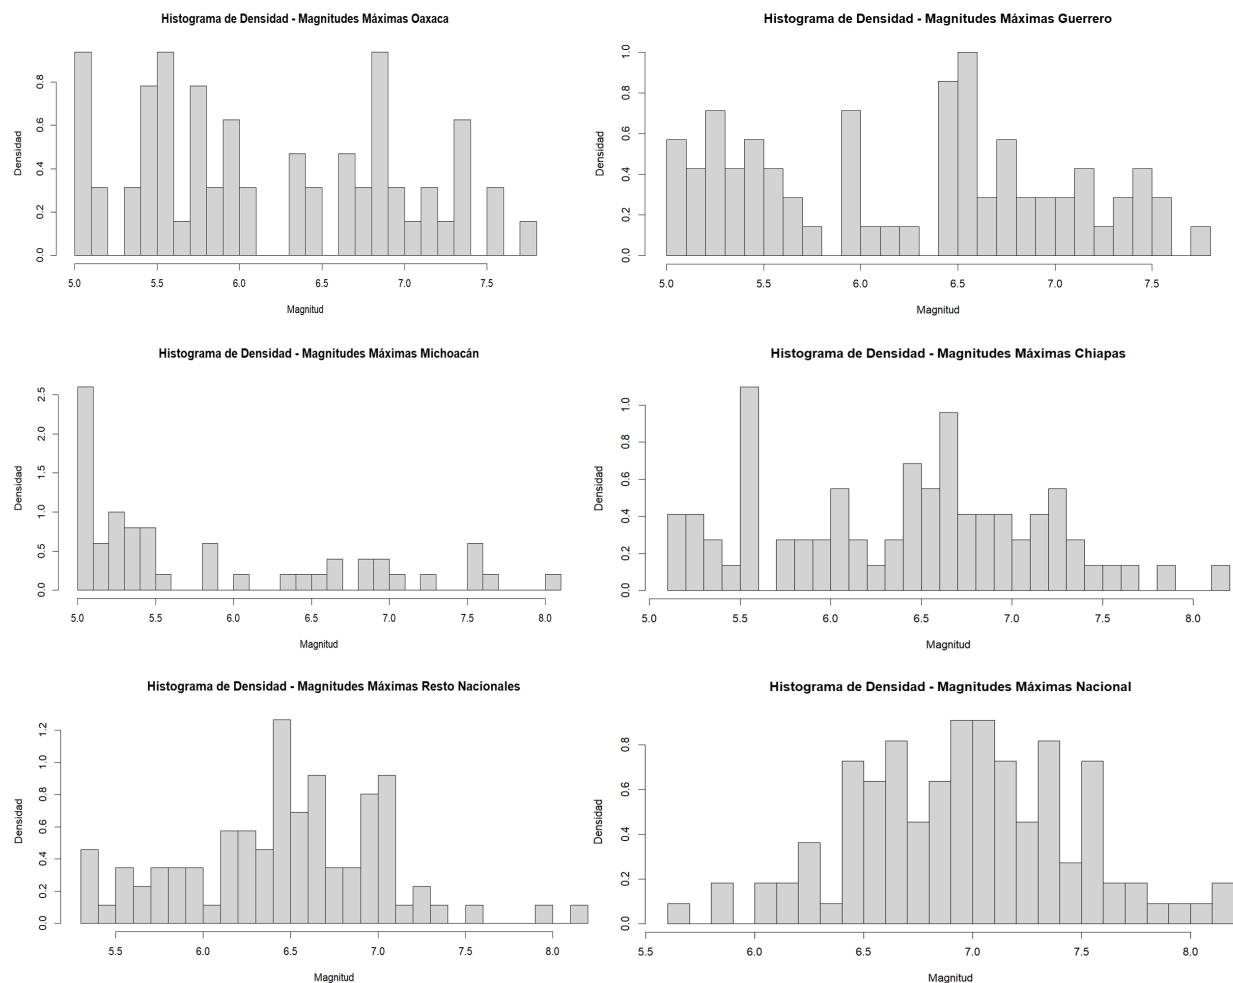 Histograma de Densidad - Magnitudes Máximas Oaxaca
Densidad
0.0 0.2 0.4 0.6 0.8
5.0 5.5 6.0 6.5 7.0 7.5
Magnitud
Histograma de Densidad - Magnitudes Máximas Guerrero
Densidad
0.0 0.2 0.4 0.6 0.8 1.0
5.0 5.5 6.0 6.5 7.0 7.5
Magnitud
Histograma de Densidad - Magnitudes Máximas Michoacán
Densidad
0.0 0.5 1.0 1.5 2.0 2.5
5.0 5.5 6.0 6.5 7.0 7.5 8.0
Magnitud
Histograma de Densidad - Magnitudes Máximas Chiapas
Densidad
0.0 0.2 0.4 0.6 0.8 1.0
5.0 5.5 6.0 6.5 7.0 7.5 8.0
Magnitud
Histograma de Densidad - Magnitudes Máximas Resto Nacionales
Densidad
0.0 0.2 0.4 0.6 0.8 1.0 1.2
5.5 6.0 6.5 7.0 7.5 8.0
Magnitud
Histograma de Densidad - Magnitudes Máximas Nacional
Densidad
0.0 0.2 0.4 0.6 0.8
5.5 6.0 6.5 7.0 7.5 8.0
Magnitud